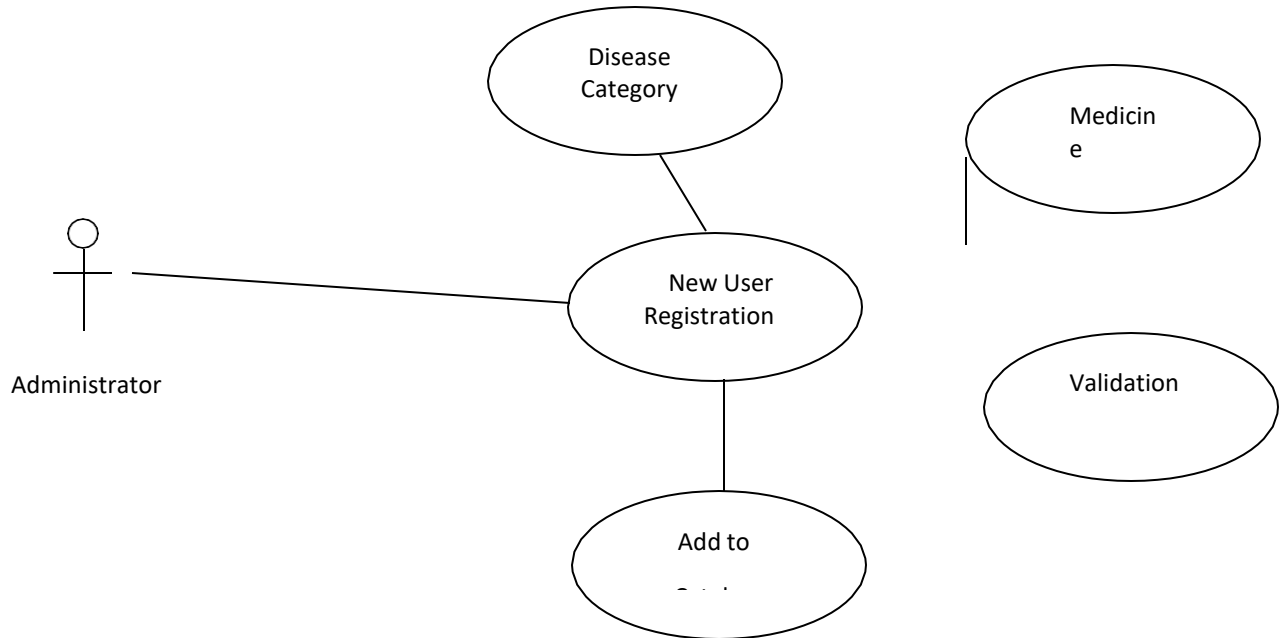 Disease
Category
Medicin
e
New User
Registration
Administrator
Validation
Add to